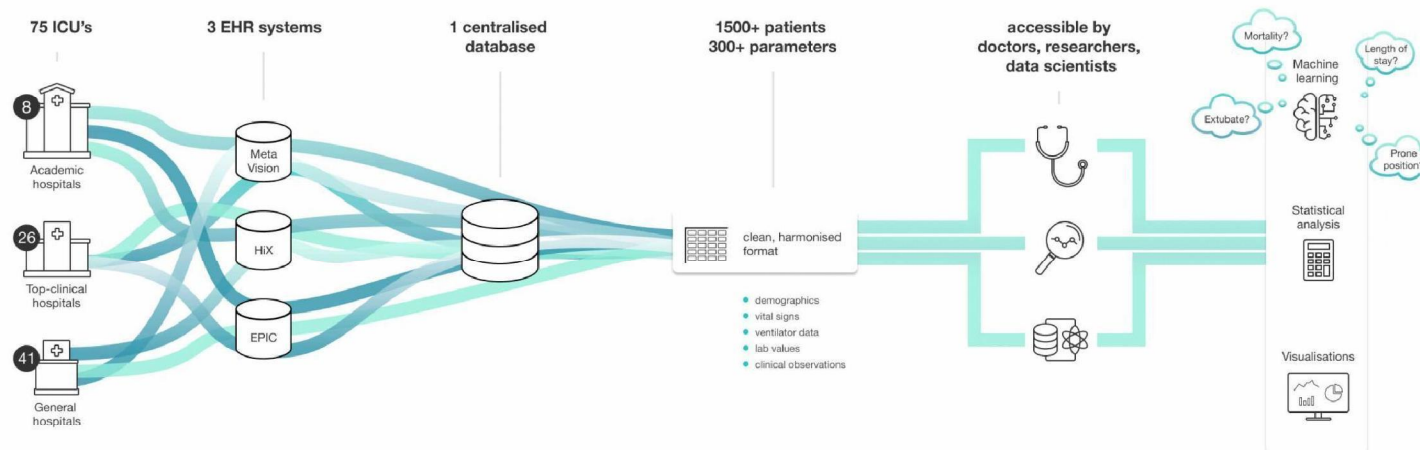 75 ICU's
3 EHR systems
1 centralised
database
1500+ patients
300+ parameters
accessible by
doctors, researchers,
data scientists
8
Academic
hospitals
26
Top-clinical
hospitals
41
General
hospitals
Meta
Vision
HiX
EPIC
clean, harmonised
format
demographics
vital signs
ventilator data
lab values
clinical observations
Mortality?
Length of
stay?
Machine
learning
Extubate?
Prone
position?
Statistical
analysis
Visualisations